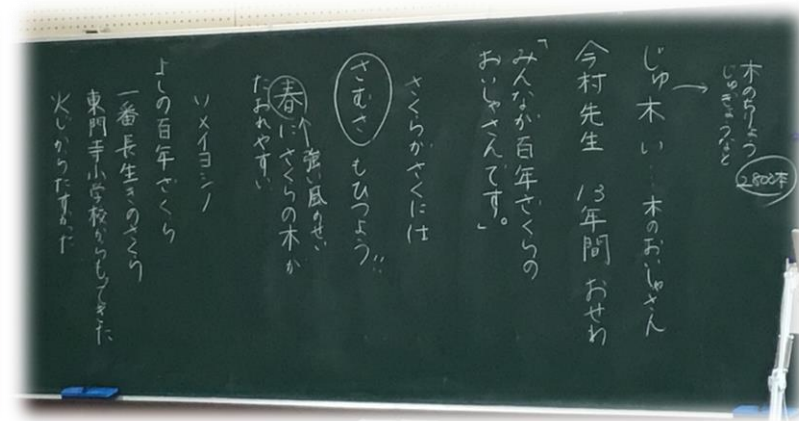 木のちりょう
じゅぎょうなど
280本
→
じゅ木い… 木のおいしゃさん
今村先生 13年間 おせわ
「みんなが百年ざくらの
おいしゃさんです。」
さくらがさくには
さむさ もひつよう!!
↑強い風のせい
春にさくらの木が
たおれやすい
ソメイヨシノ
よしの百年ざくら
一番長生きのさくら
東門寺小学校からもってきた
火じからたすかった